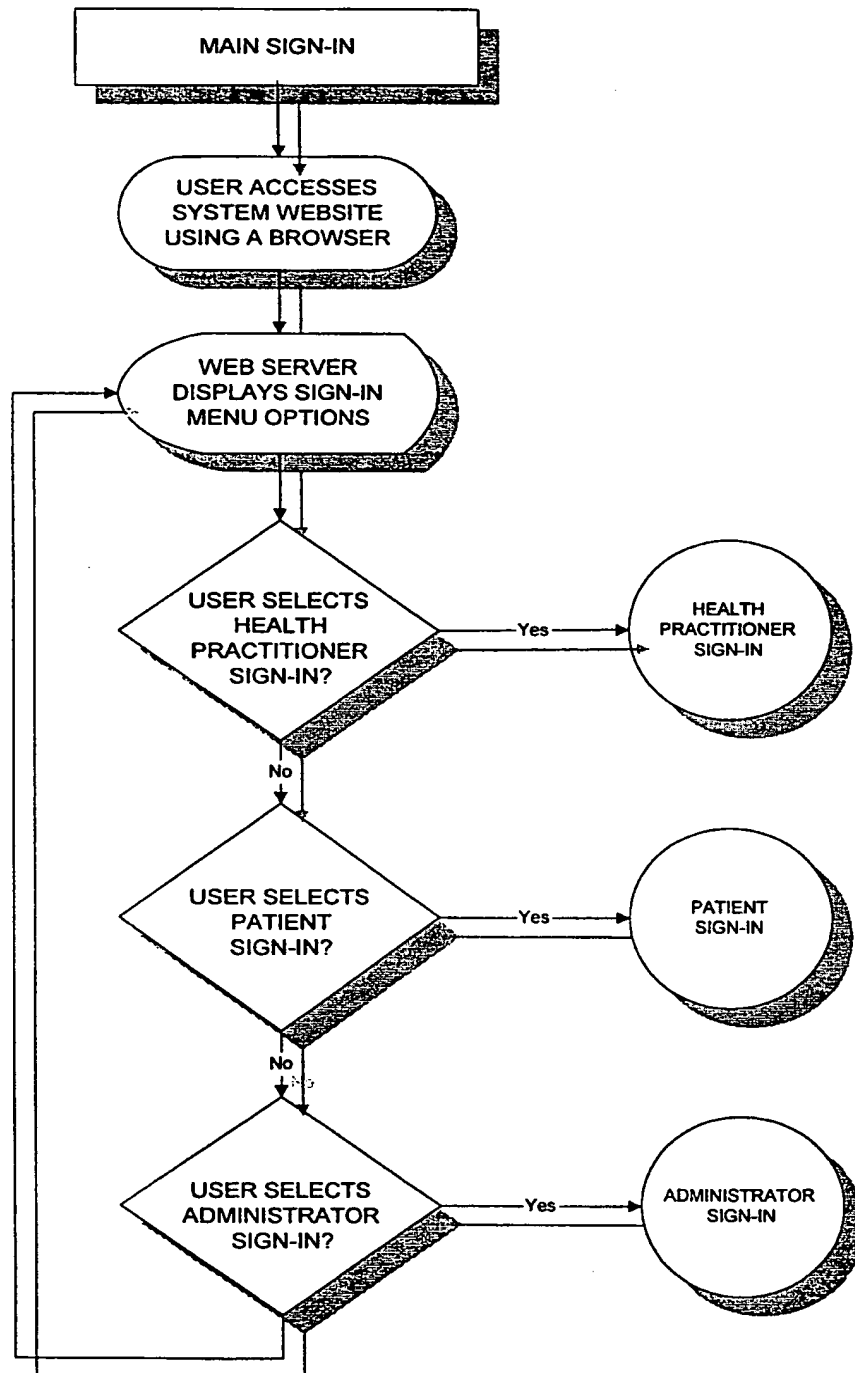 MAIN SIGN-IN
USER ACCESSES
SYSTEM WEBSITE
USING A BROWSER
WEB SERVER
DISPLAYS SIGN-IN
MENU OPTIONS
USER SELECTS
HEALTH
PRACTITIONER
SIGN-IN?
Yes
HEALTH
PRACTITIONER
SIGN-IN
No
USER SELECTS
PATIENT
SIGN-IN?
Yes
PATIENT
SIGN-IN
No
No
USER SELECTS
ADMINISTRATOR
SIGN-IN?
Yes
ADMINISTRATOR
SIGN-IN